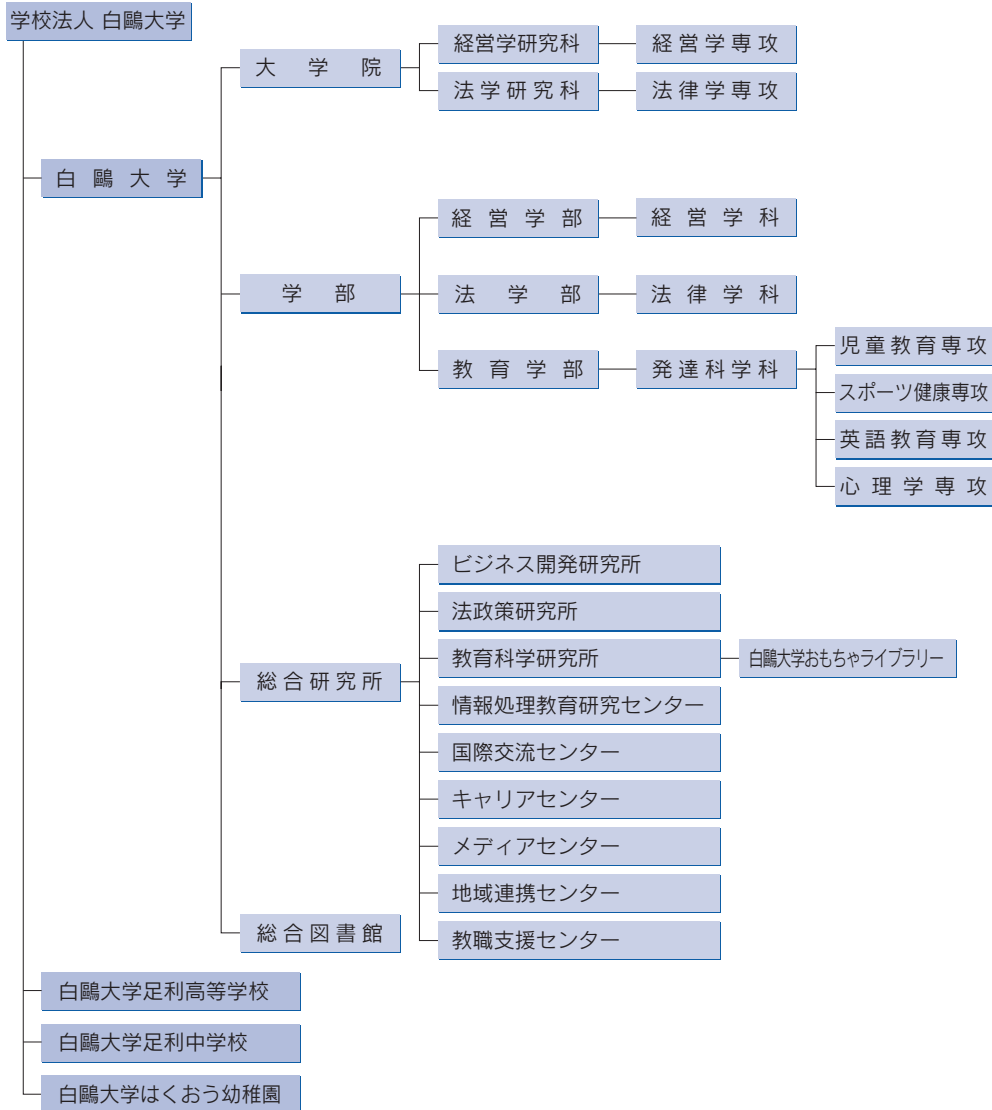 学校法人 白鷗大学
白鷗大学
大学院
経営学研究科
経営学専攻
法学研究科
法律学専攻
学部
経営学部
経営学科
法学部
法律学科
教育学部
発達科学科
児童教育専攻
スポーツ健康専攻
英語教育専攻
心理学専攻
総合研究所
ビジネス開発研究所
法政策研究所
教育科学研究所
白鷗大学おもちゃライブラリー
情報処理教育研究センター
国際交流センター
キャリアセンター
メディアセンター
地域連携センター
教職支援センター
総合図書館
白鷗大学足利高等学校
白鷗大学足利中学校
白鷗大学はくおう幼稚園